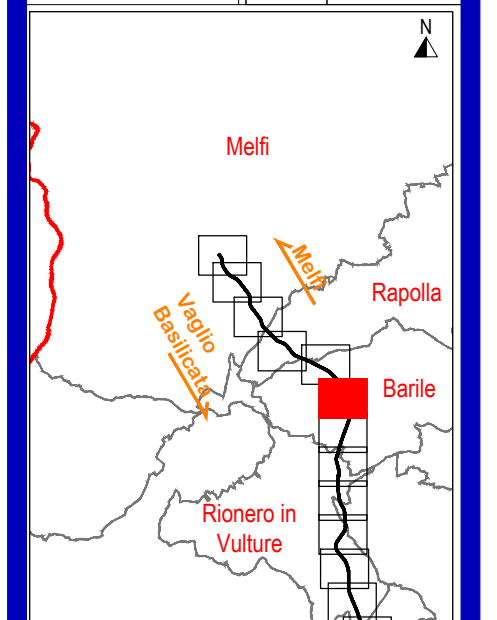 N
Melfi
Melfi
Rapolla
Vaglio
Basilicata
Barile
Rionero in
Vulture